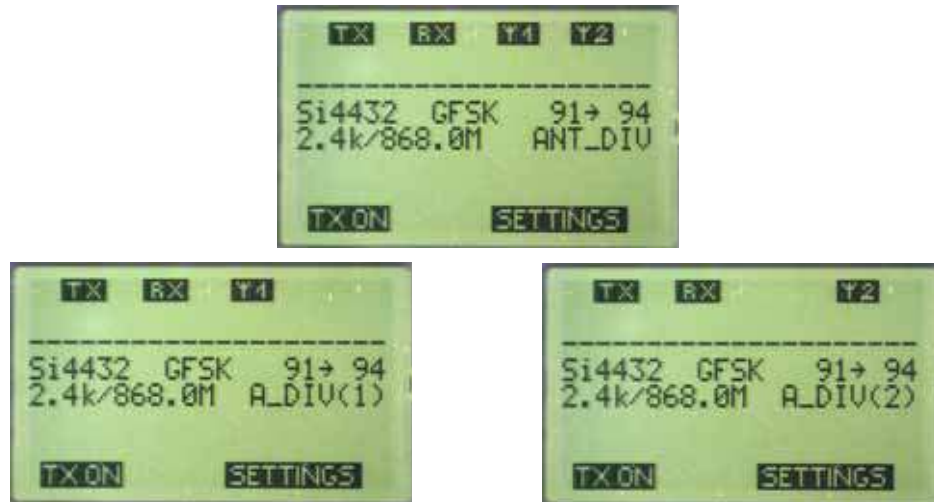 TX RX Y1 Y2
Si4432 GFSK 91→ 94
2.4k/868.0M ANT_DIV
TX ON SETTINGS
TX RX Y1
Si4432 GFSK 91→ 94
2.4k/868.0M A_DIV(1)
TX ON SETTINGS
TX RX Y2
Si4432 GFSK 91→ 94
2.4k/868.0M A_DIV(2)
TX ON SETTINGS